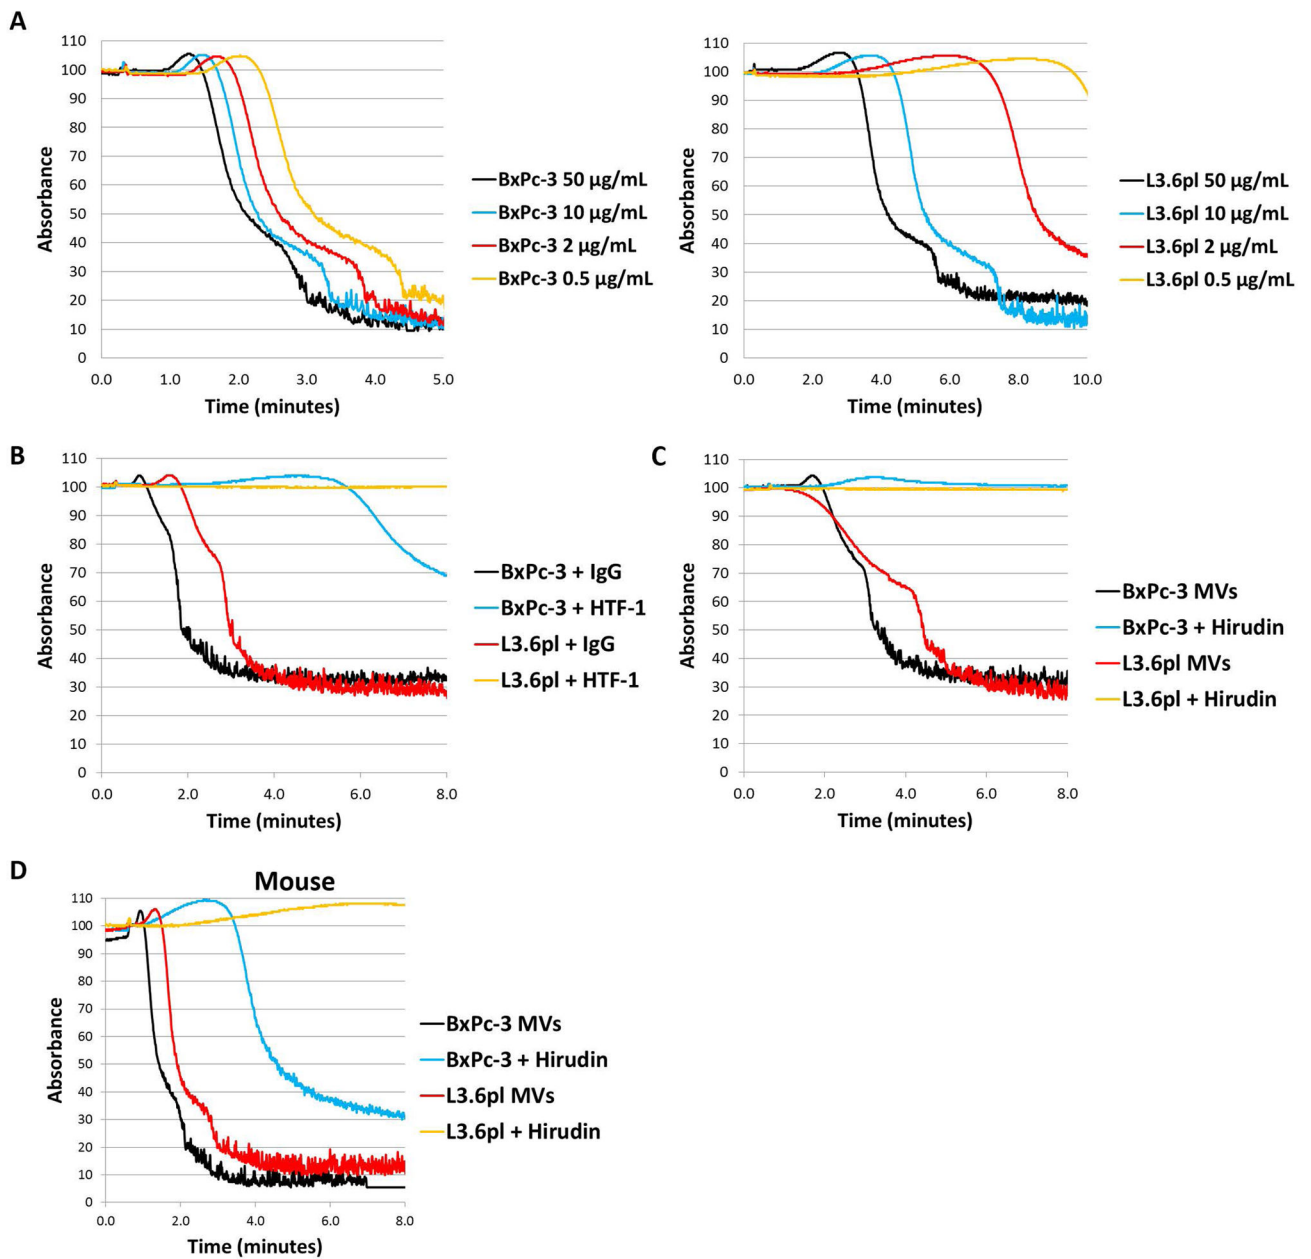 A
110
100
90
80
70
60
50
40
30
20
10
0
Absorbance
0.0 1.0 2.0 3.0 4.0 5.0
Time (minutes)
BxPc-3 50 µg/mL
BxPc-3 10 µg/mL
BxPc-3 2 µg/mL
BxPc-3 0.5 µg/mL
110
100
90
80
70
60
50
40
30
20
10
0
Absorbance
0.0 2.0 4.0 6.0 8.0 10.0
Time (minutes)
L3.6pl 50 µg/mL
L3.6pl 10 µg/mL
L3.6pl 2 µg/mL
L3.6pl 0.5 µg/mL
B
110
100
90
80
70
60
50
40
30
20
10
0
Absorbance
0.0 2.0 4.0 6.0 8.0
Time (minutes)
BxPc-3 + IgG
BxPc-3 + HTF-1
L3.6pl + IgG
L3.6pl + HTF-1
C
110
100
90
80
70
60
50
40
30
20
10
0
Absorbance
0.0 2.0 4.0 6.0 8.0
Time (minutes)
BxPc-3 MVs
BxPc-3 + Hirudin
L3.6pl MVs
L3.6pl + Hirudin
D
Mouse
110
100
90
80
70
60
50
40
30
20
10
0
Absorbance
0.0 2.0 4.0 6.0 8.0
Time (minutes)
BxPc-3 MVs
BxPc-3 + Hirudin
L3.6pl MVs
L3.6pl + Hirudin